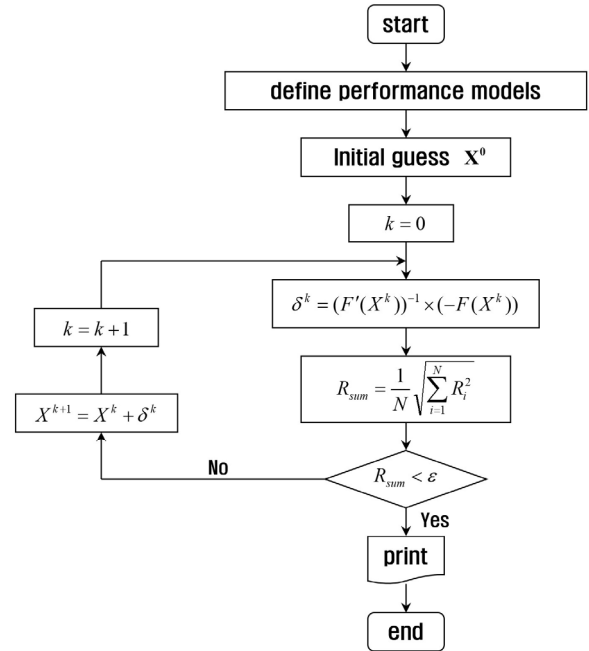 start
define performance models
Initial guess X⁰
k = 0
δᵏ = (F′(Xᵏ))⁻¹ × (−F(Xᵏ))
k = k + 1
R_sum = 1/N √(∑_{i=1}^{N} R_i²)
Xᵏ⁺¹ = Xᵏ + δᵏ
R_sum < ε
No
Yes
print
end